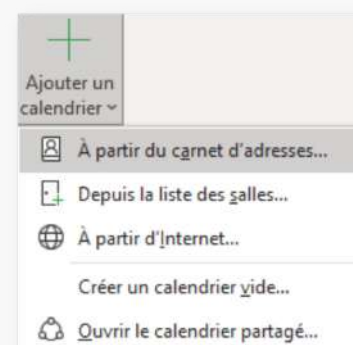 Ajouter un
calendrier
À partir du carnet d'adresses...
Depuis la liste des salles...
À partir d'Internet...
Créer un calendrier vide...
Ouvrir le calendrier partagé...